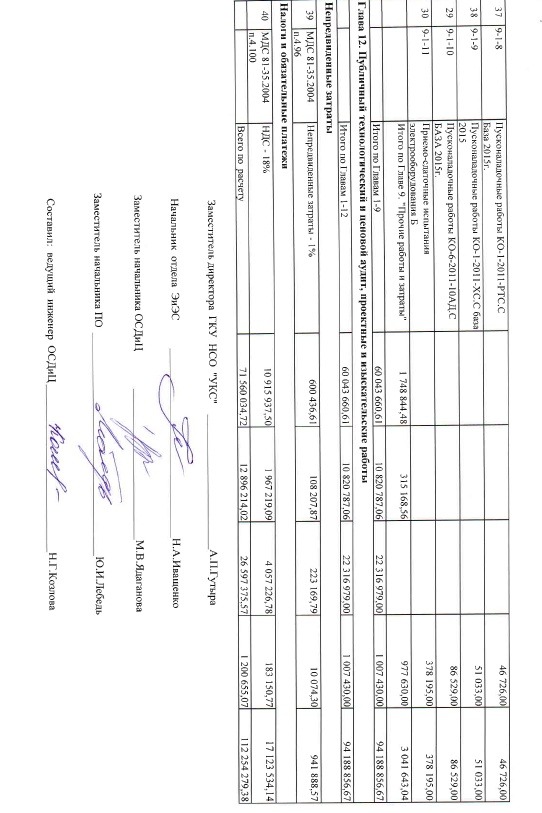 37 9-1-8 Пусконаладочные работы КО-1-2011-РТС.С 46 726,00 46 726,00
База 2015г.
38 9-1-9 Пусконаладочные работы КО-1-2011-ХС.С база 51 033,00 51 033,00
2015
29 9-1-10 Пусконаладочные работы КО-6-2011-10АД.С 86 529,00 86 529,00
БАЗА 2015г.
30 9-1-11 Приемо-сдаточные испытания 378 195,00 378 195,00
электрооборудования Б
Итого по Главе 9. "Прочие работы и затраты" 1 748 844,48 315 168,56 977 630,00 3 041 643,04
Итого по Главам 1-9 60 043 660,61 10 820 787,06 22 316 979,00 1 007 430,00 94 188 856,67
Глава 12. Публичный технологический и ценовой аудит, проектные и изыскательские работы
Итого по Главам 1-12 60 043 660,61 10 820 787,06 22 316 979,00 1 007 430,00 94 188 856,67
Непредвиденные затраты
39 МДС 81-35.2004 Непредвиденные затраты - 1% 600 436,61 108 207,87 223 169,79 10 074,30 941 888,57
п.4.96
Налоги и обязательные платежи
40 МДС 81-35.2004 НДС - 18% 10 915 937,50 1 967 219,09 4 057 226,78 183 150,77 17 123 534,14
п.4.100
Всего по расчету 71 560 034,72 12 896 214,02 26 597 375,57 1 200 655,07 112 254 279,38
Заместитель директора ГКУ НСО "УКС" А.П.Гутыра
Начальник отдела ЭиЭС Н.А.Иващенко
Заместитель начальника ОСДиЦ М.В.Ядаганова
Заместитель начальника ПО Ю.И.Лебедь
Составил: ведущий инженер ОСДиЦ Н.Г.Козлова